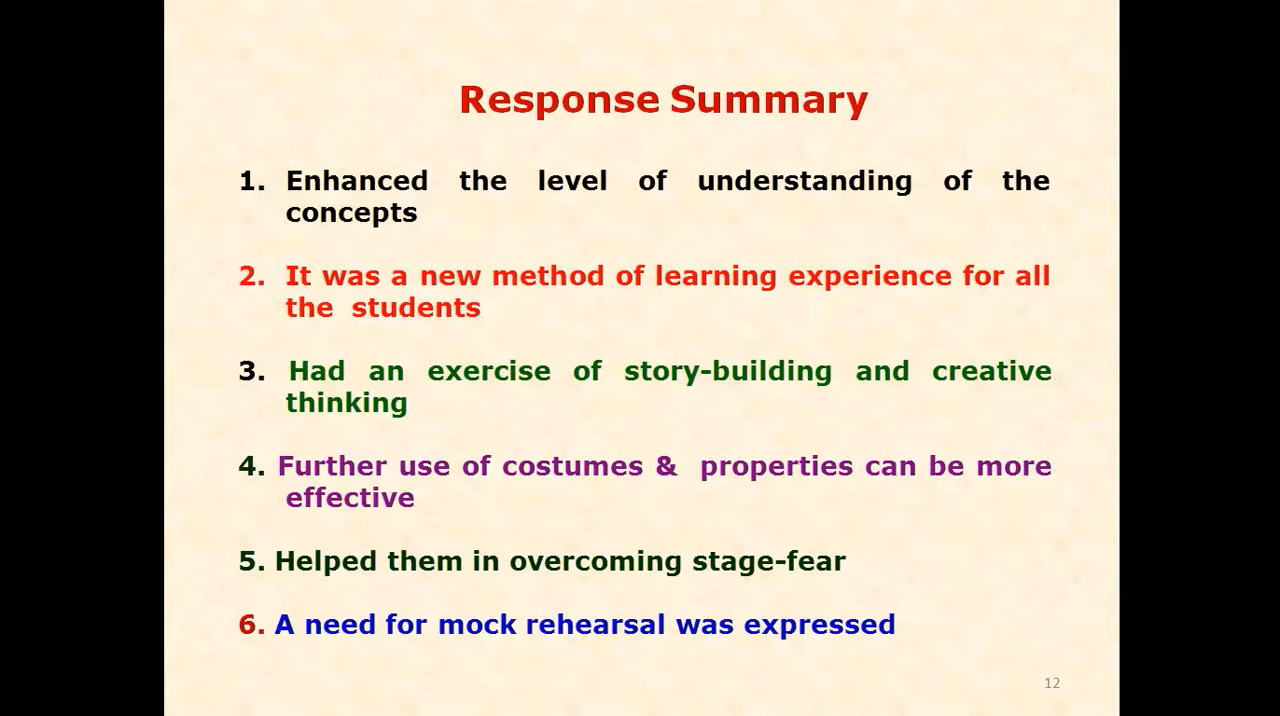 Response Summary
1. Enhanced the level of understanding of the
concepts
2. It was a new method of learning experience for all
the students
3. Had an exercise of story-building and creative
thinking
4. Further use of costumes & properties can be more
effective
5. Helped them in overcoming stage-fear
6. A need for mock rehearsal was expressed
12